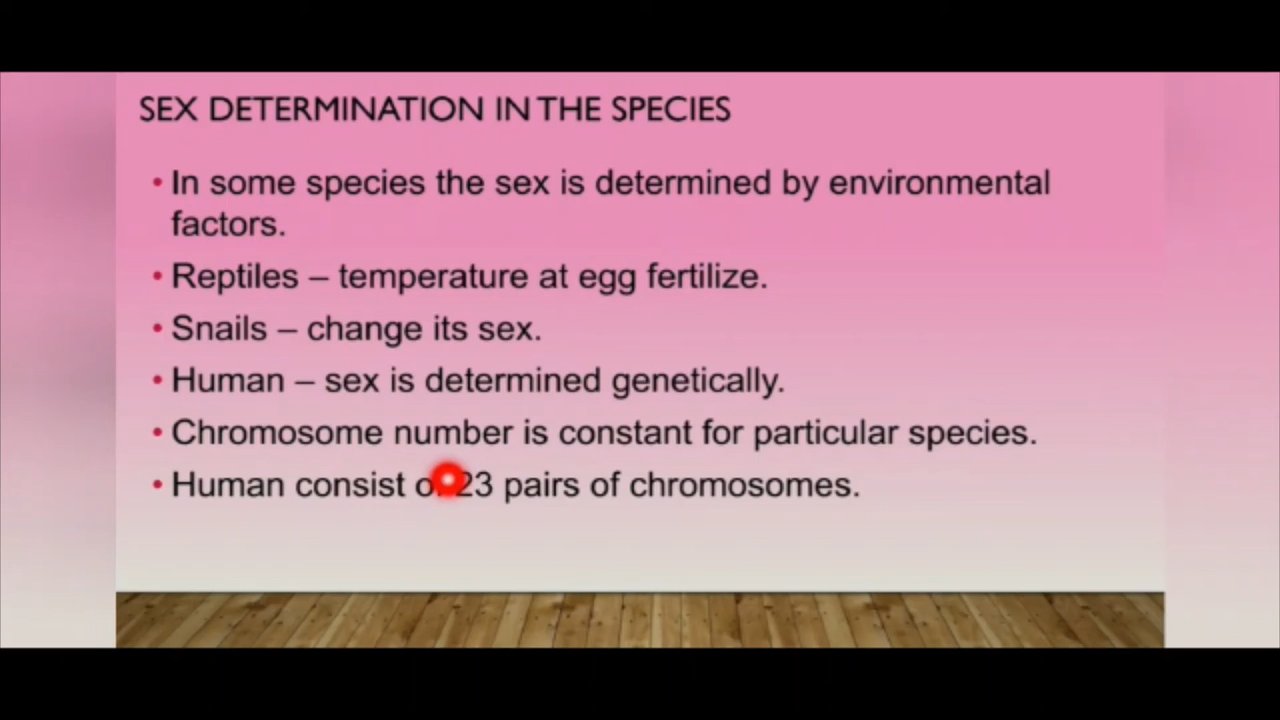 SEX DETERMINATION IN THE SPECIES
• In some species the sex is determined by environmental
factors.
• Reptiles – temperature at egg fertilize.
• Snails – change its sex.
• Human – sex is determined genetically.
• Chromosome number is constant for particular species.
• Human consist of 23 pairs of chromosomes.